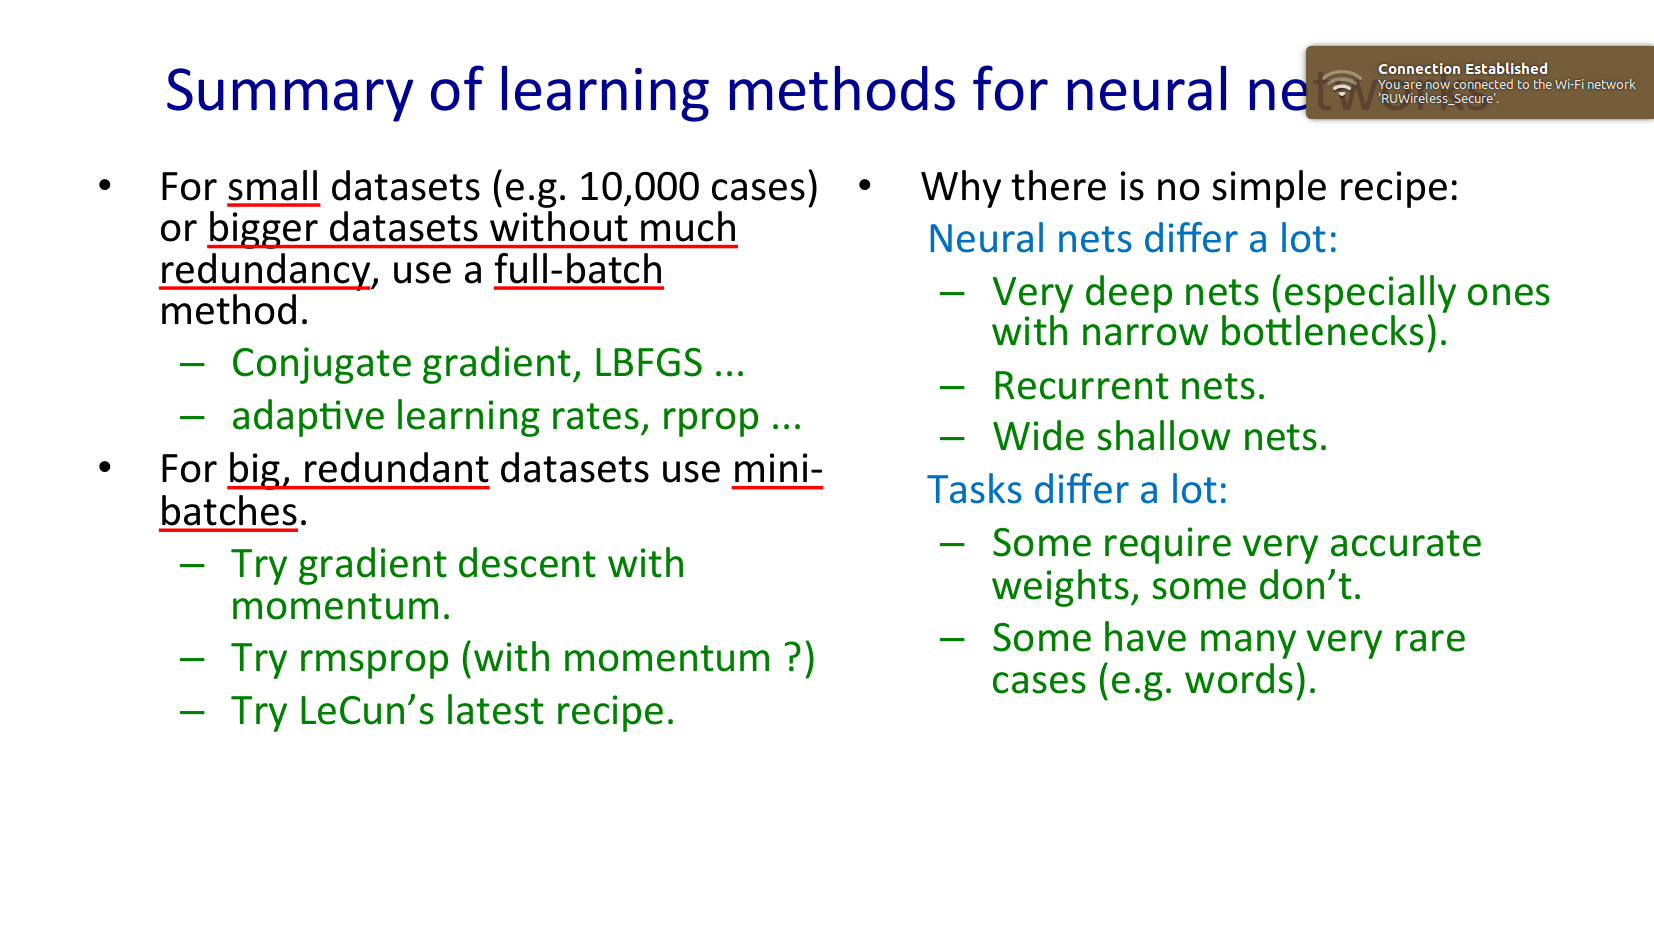 Summary of learning methods for neural networks
Connection Established
You are now connected to the Wi-Fi network
'RUWireless_Secure'.
• For small datasets (e.g. 10,000 cases)
or bigger datasets without much
redundancy, use a full-batch
method.
– Conjugate gradient, LBFGS ...
– adaptive learning rates, rprop ...
• For big, redundant datasets use mini-
batches.
– Try gradient descent with
momentum.
– Try rmsprop (with momentum ?)
– Try LeCun’s latest recipe.
• Why there is no simple recipe:
Neural nets differ a lot:
– Very deep nets (especially ones
with narrow bottlenecks).
– Recurrent nets.
– Wide shallow nets.
Tasks differ a lot:
– Some require very accurate
weights, some don’t.
– Some have many very rare
cases (e.g. words).